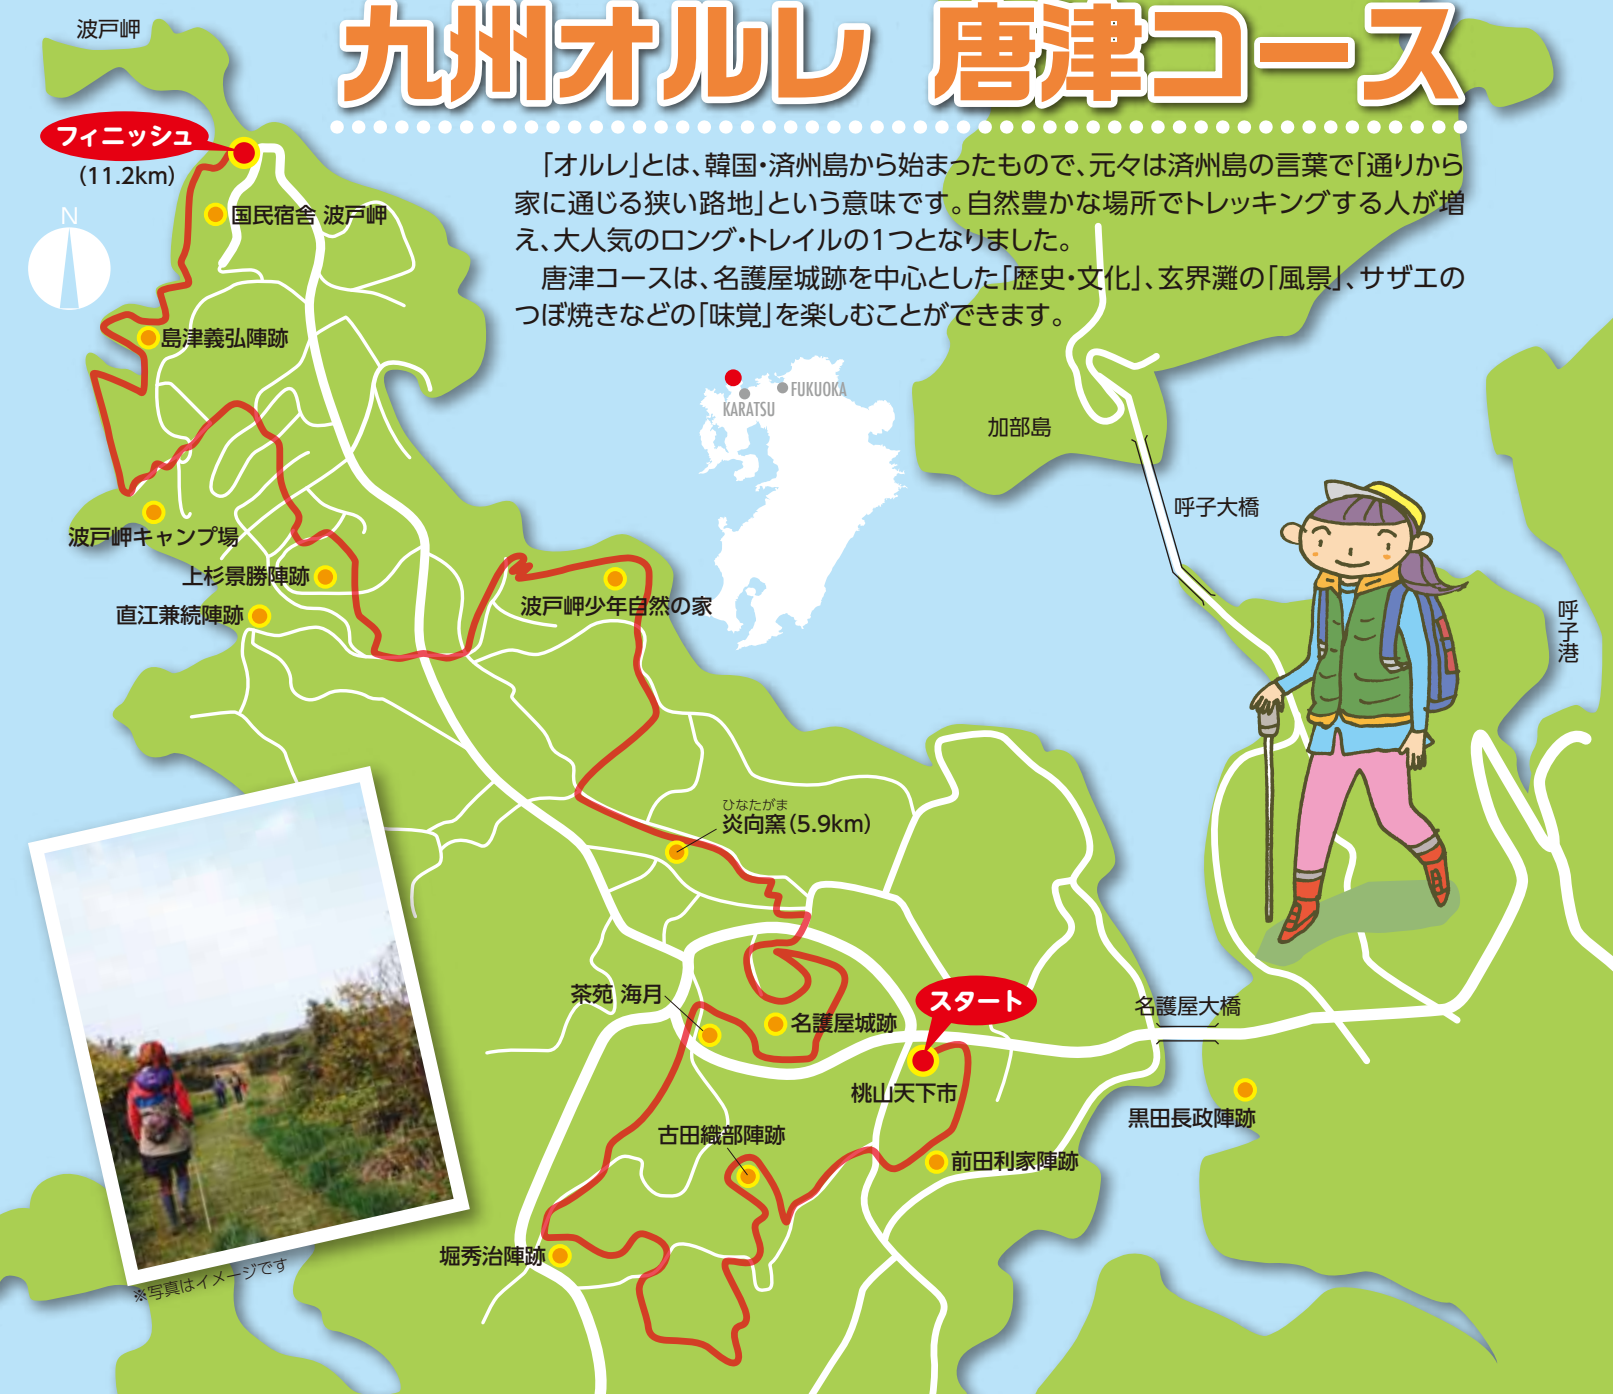 九州オルレ 唐津コース
波戸岬
フィニッシュ
(11.2km)
N
「オルレ」とは、韓国・済州島から始まったもので、元々は済州島の言葉で「通りから
家に通じる狭い路地」という意味です。自然豊かな場所でトレッキングする人が増
え、大人気のロング・トレイルの1つとなりました。
唐津コースは、名護屋城跡を中心とした「歴史・文化」、玄界灘の「風景」、サザエの
つぼ焼きなどの「味覚」を楽しむことができます。
国民宿舎 波戸岬
島津義弘陣跡
FUKUOKA
KARATSU
加部島
呼子大橋
波戸岬キャンプ場
上杉景勝陣跡
直江兼続陣跡
波戸岬少年自然の家
呼子港
ひなたがま
炎向窯(5.9km)
茶苑 海月
名護屋城跡
スタート
桃山天下市
名護屋大橋
黒田長政陣跡
古田織部陣跡
前田利家陣跡
堀秀治陣跡
※写真はイメージです